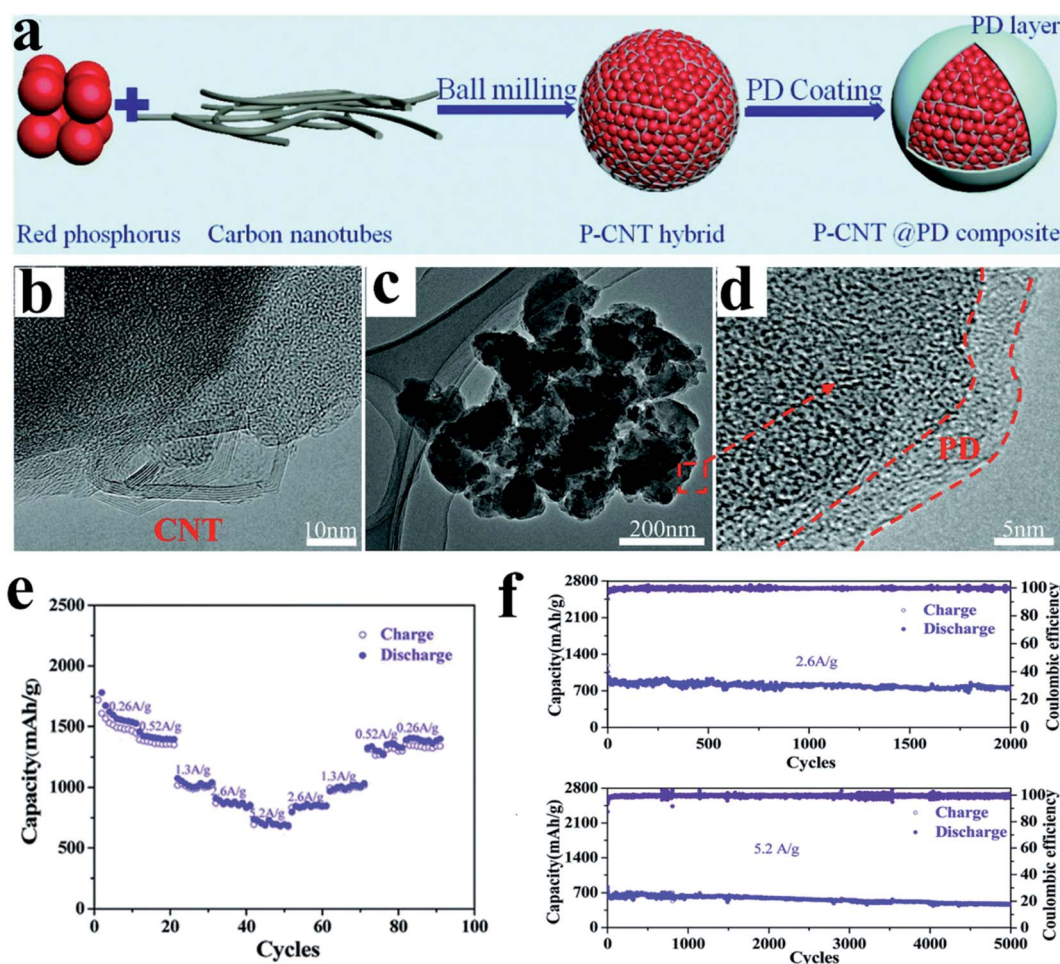 a
PD layer
Ball milling
PD Coating
Red phosphorus
Carbon nanotubes
P-CNT hybrid
P-CNT @PD composite
b
CNT
10nm
c
200nm
d
PD
5nm
e
2500
2000
1500
1000
500
0
Capacity(mAh/g)
Charge
Discharge
0.26A/g
0.52A/g
1.3A/g
2.6A/g
.2A/g
2.6A/g
1.3A/g
0.52A/g
0.26A/g
0 20 40 60 80 100
Cycles
f
2800
2100
1400
700
0
Capacity(mAh/g)
Charge
Discharge
2.6A/g
100
80
60
40
20
0
Coulombic efficiency
0 500 1000 1500 2000
Cycles
2800
2100
1400
700
0
Capacity(mAh/g)
Charge
Discharge
5.2 A/g
100
80
60
40
20
0
Coulombic efficiency
0 1000 2000 3000 4000 5000
Cycles